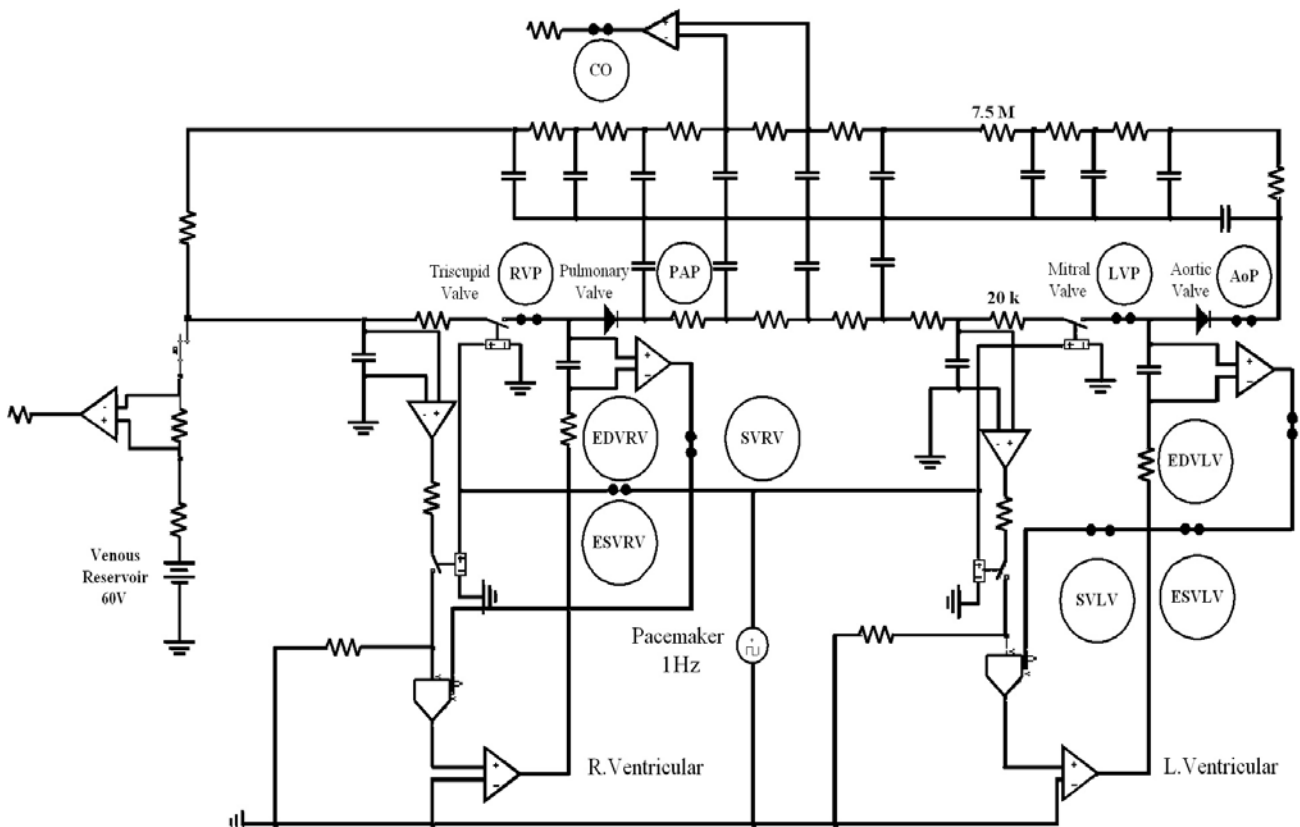 CO
7.5 M
Triscupid
Valve
RVP
Pulmonary
Valve
PAP
Mitral
Valve
LVP
Aortic
Valve
AoP
20 k
EDVRV
SVRV
EDVLV
ESVRV
Venous
Reservoir
60V
SVLV
ESVLV
Pacemaker
1Hz
R.Ventricular
L.Ventricular